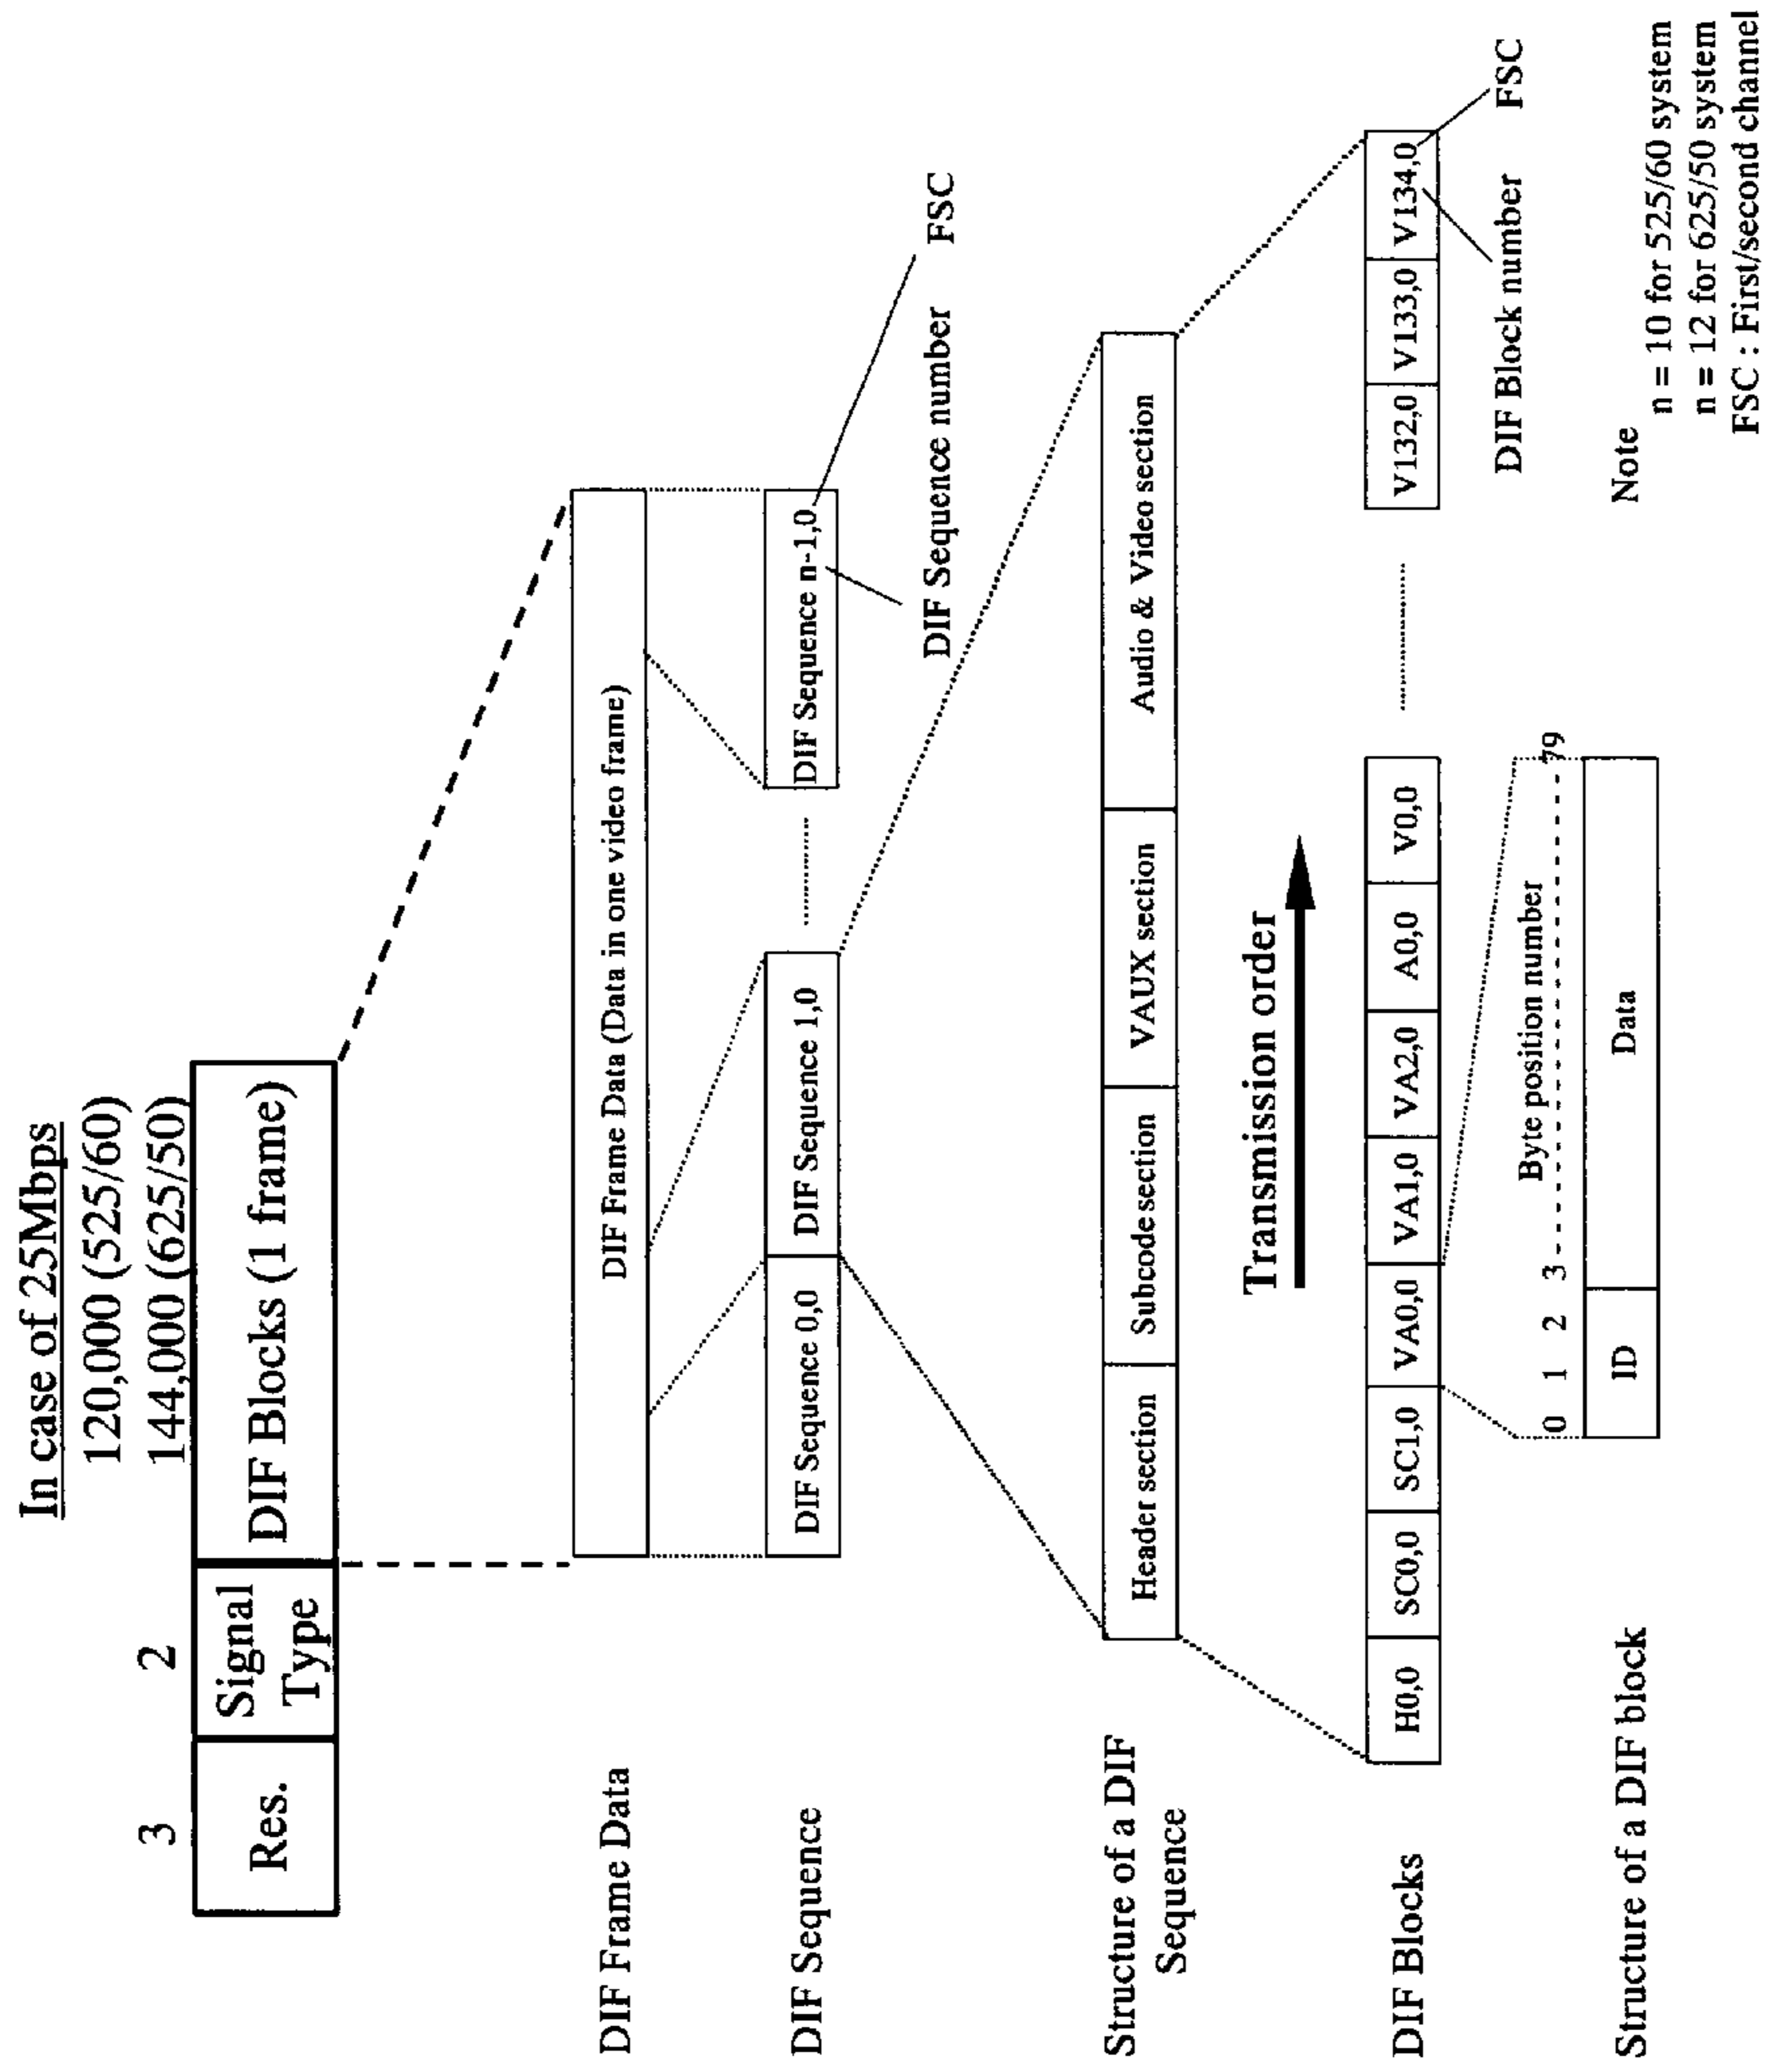 In case of 25Mbps
120,000 (525/60)
144,000 (625/50)
3
2
Res.
Signal
Type
DIF Blocks (1 frame)
DIF Frame Data
DIF Frame Data (Data in one video frame)
DIF Sequence
DIF Sequence 0,0
DIF Sequence 1,0
DIF Sequence n-1,0
DIF Sequence number
FSC
Structure of a DIF
Sequence
Header section
Subcode section
VAUX section
Audio & Video section
Transmission order
DIF Blocks
H0,0
SC0,0
SC1,0
VA0,0
VA1,0
VA2,0
A0,0
V0,0
V132,0
V133,0
V134,0
DIF Block number
FSC
Byte position number
0 1 2 3 79
Structure of a DIF block
ID
Data
Note
n = 10 for 525/60 system
n = 12 for 625/50 system
FSC : First/second channel